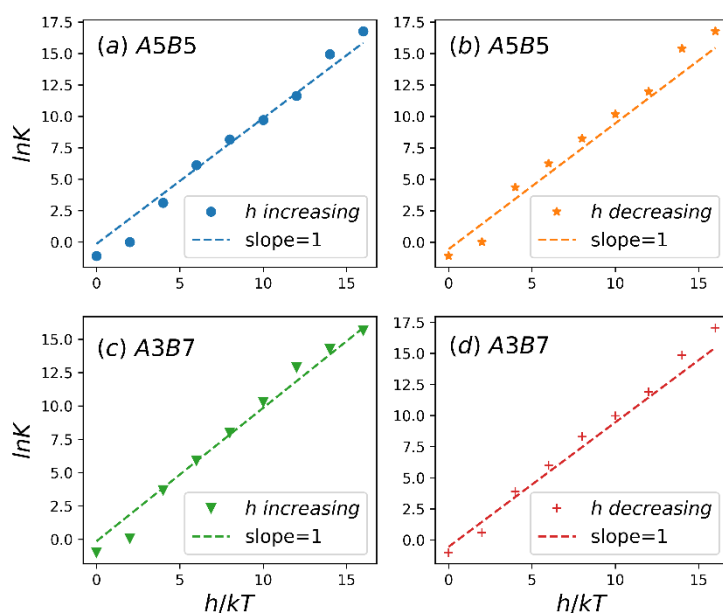 (a) A5B5
(b) A5B5
17.5
15.0
12.5
10.0
7.5
5.0
2.5
0.0
lnK
h increasing
slope=1
0
5
10
15
17.5
15.0
12.5
10.0
7.5
5.0
2.5
0.0
h decreasing
slope=1
0
5
10
15
(c) A3B7
(d) A3B7
15.0
12.5
10.0
7.5
5.0
2.5
0.0
lnK
h increasing
slope=1
0
5
10
15
h/kT
17.5
15.0
12.5
10.0
7.5
5.0
2.5
0.0
h decreasing
slope=1
0
5
10
15
h/kT